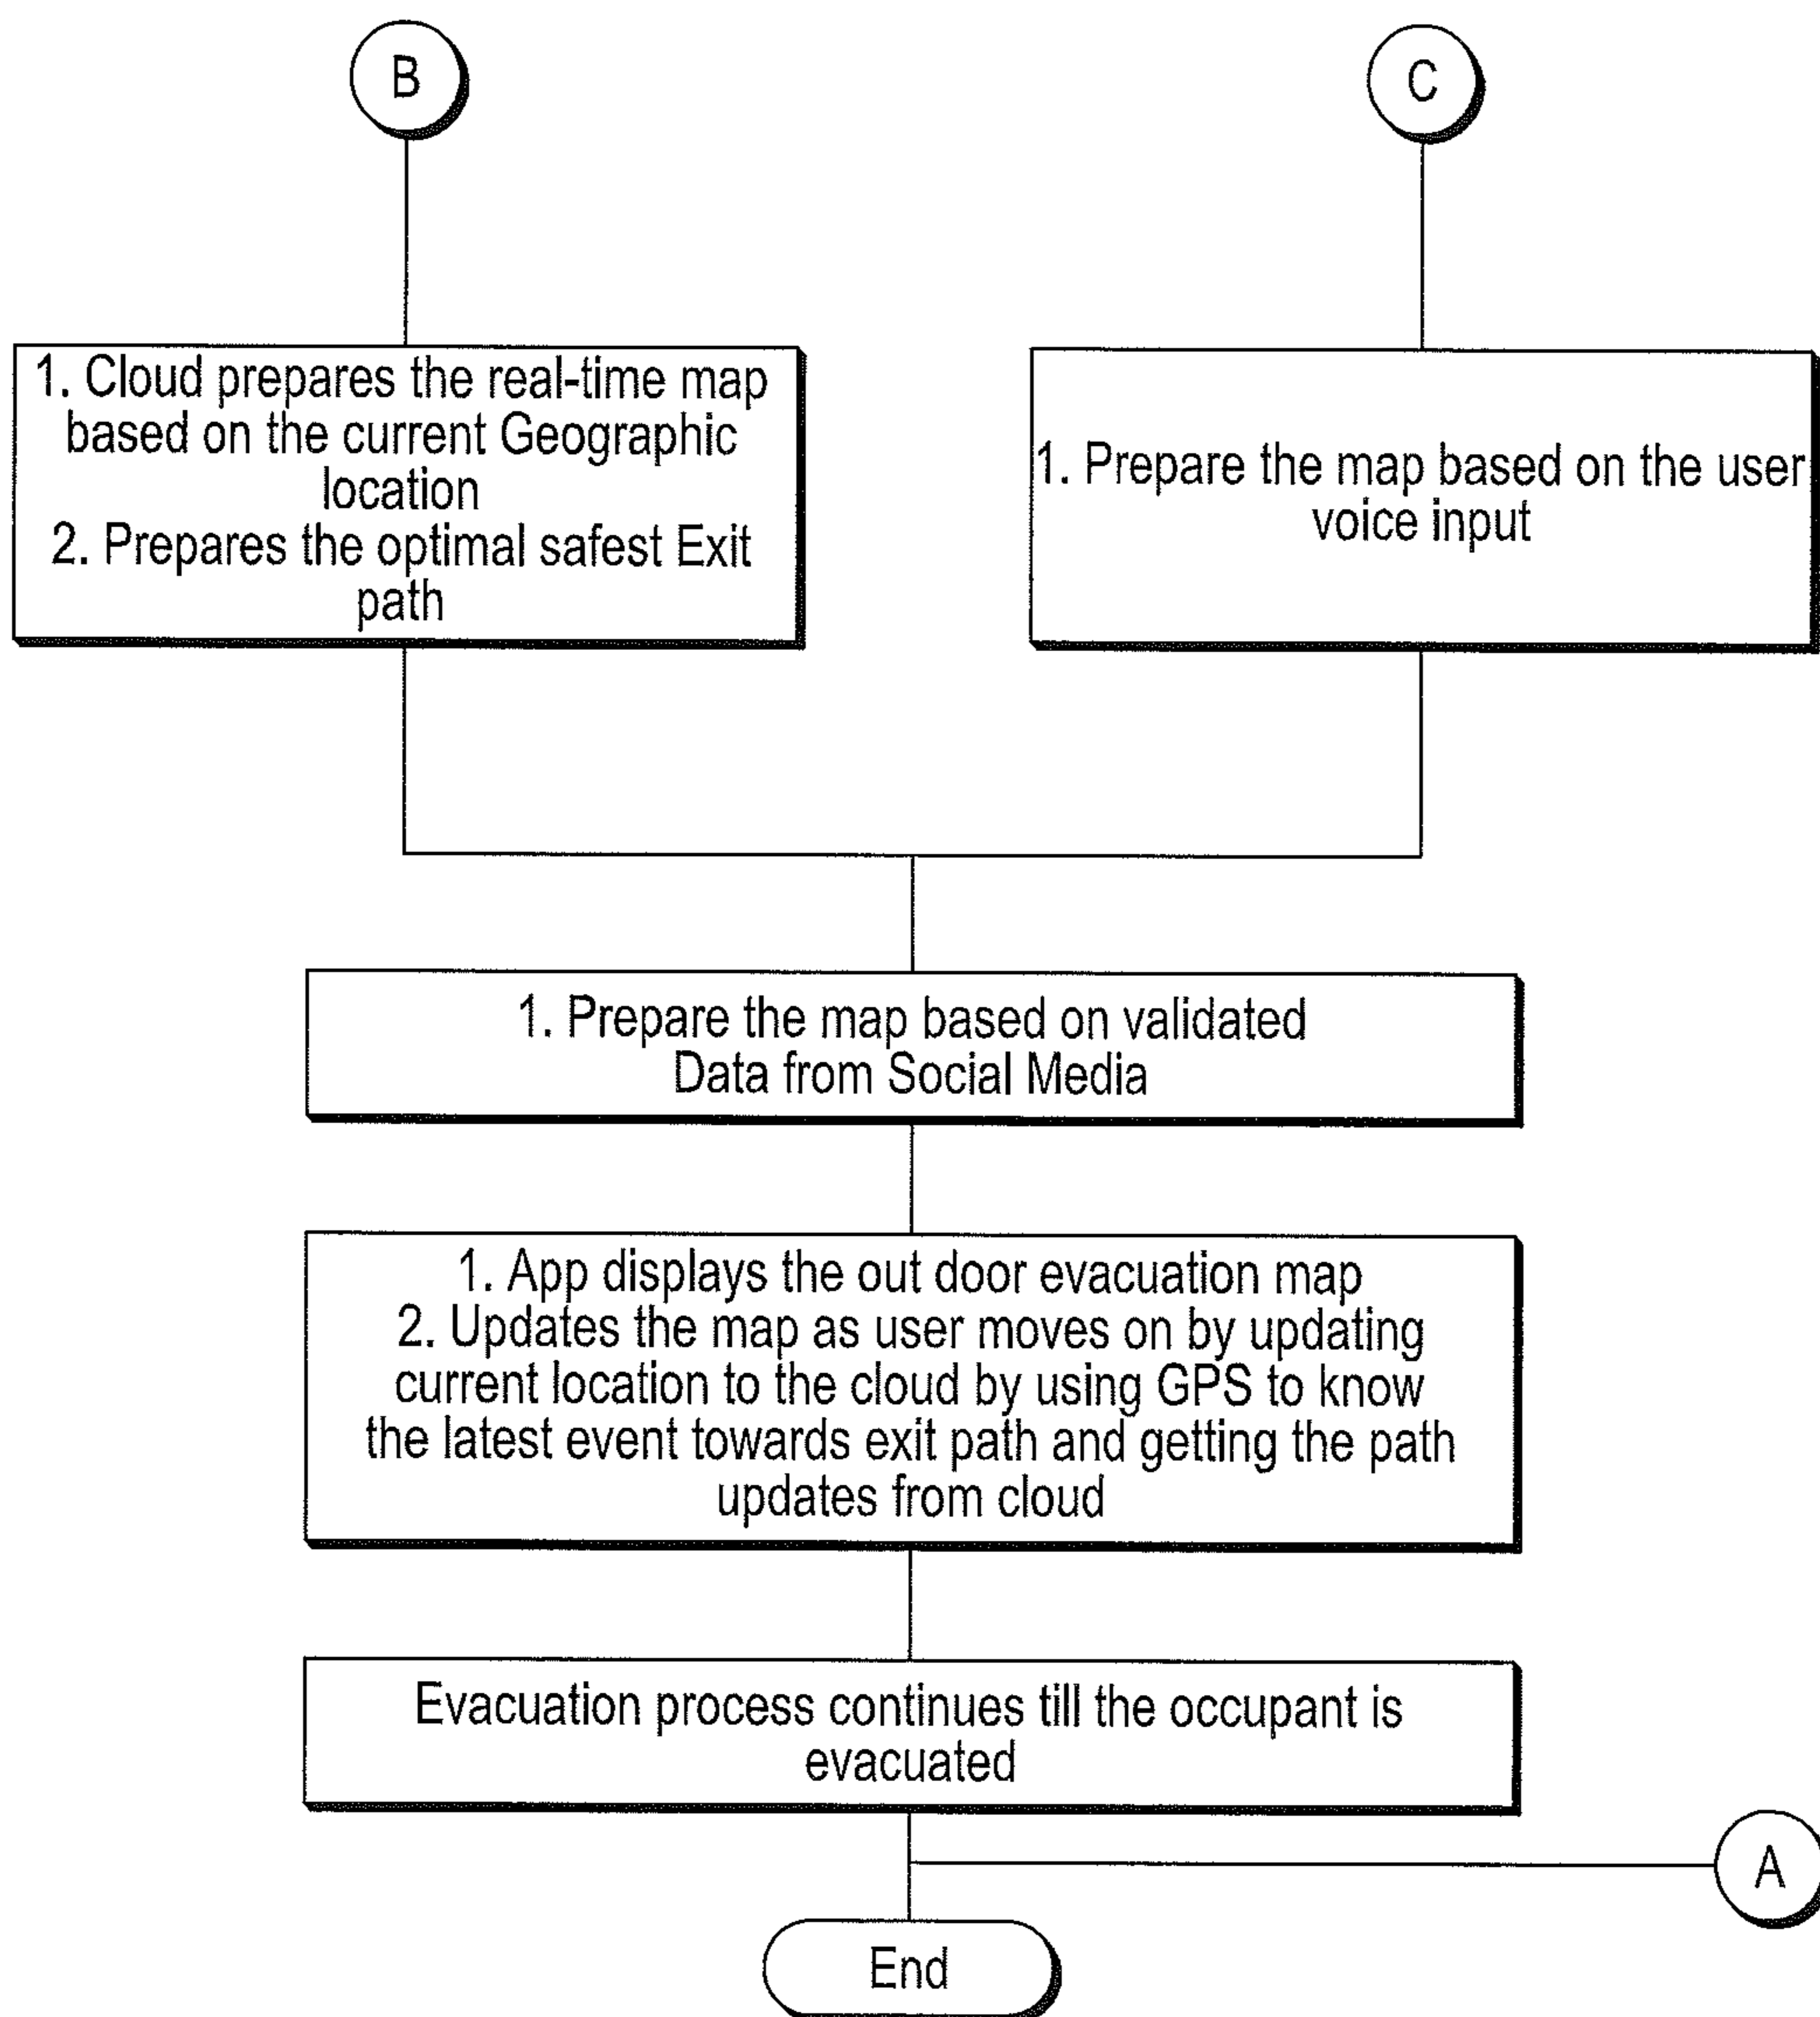 B
C
1. Cloud prepares the real-time map
based on the current Geographic
location
2. Prepares the optimal safest Exit
path
1. Prepare the map based on the user
voice input
1. Prepare the map based on validated
Data from Social Media
1. App displays the out door evacuation map
2. Updates the map as user moves on by updating
current location to the cloud by using GPS to know
the latest event towards exit path and getting the path
updates from cloud
Evacuation process continues till the occupant is
evacuated
A
End